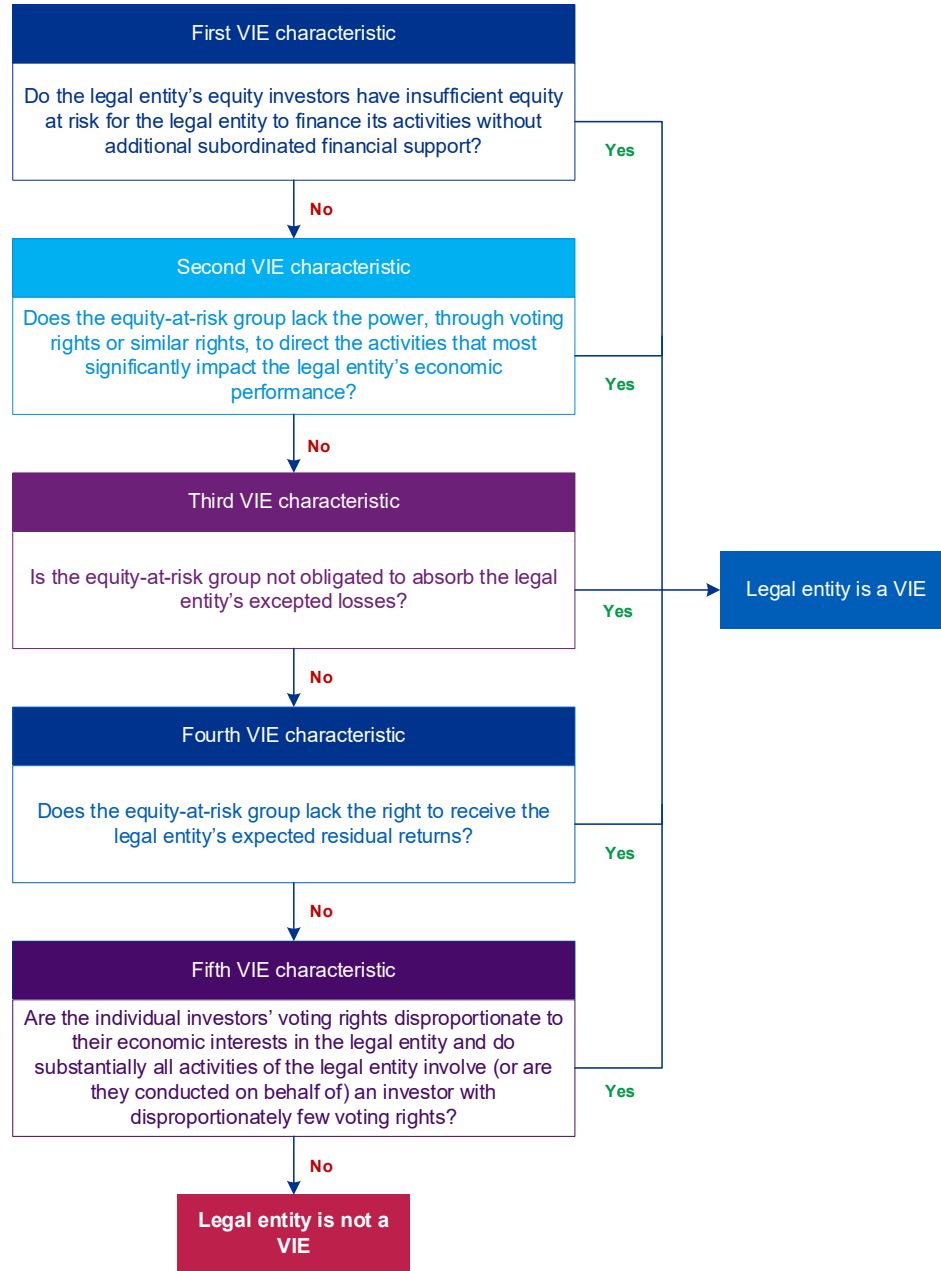 First VIE characteristic
Do the legal entity's equity investors have insufficient equity
at risk for the legal entity to finance its activities without
additional subordinated financial support?
Yes
No
Second VIE characteristic
Does the equity-at-risk group lack the power, through voting
rights or similar rights, to direct the activities that most
significantly impact the legal entity's economic
performance?
Yes
No
Third VIE characteristic
Is the equity-at-risk group not obligated to absorb the legal
entity's excepted losses?
Legal entity is a VIE
Yes
No
Fourth VIE characteristic
Does the equity-at-risk group lack the right to receive the
legal entity's expected residual returns?
Yes
No
Fifth VIE characteristic
Are the individual investors' voting rights disproportionate to
their economic interests in the legal entity and do
substantially all activities of the legal entity involve (or are
they conducted on behalf of) an investor with
disproportionately few voting rights?
Yes
No
Legal entity is not a
VIE